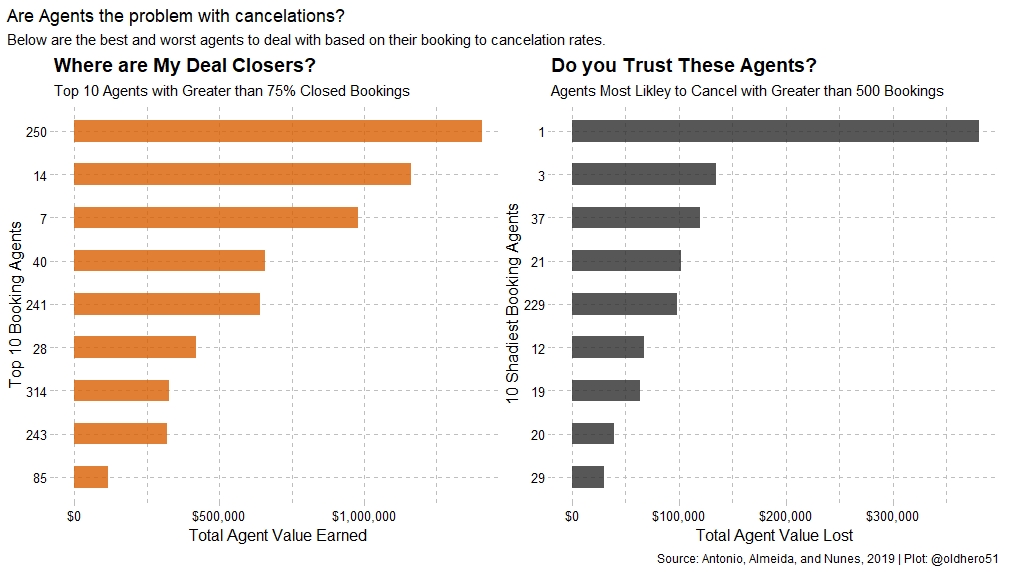 Are Agents the problem with cancelations?
Below are the best and worst agents to deal with based on their booking to cancelation rates.
Where are My Deal Closers?
Top 10 Agents with Greater than 75% Closed Bookings
Top 10 Booking Agents
250
14
7
40
241
28
314
243
85
$0 $500,000 $1,000,000
Total Agent Value Earned
Do you Trust These Agents?
Agents Most Likley to Cancel with Greater than 500 Bookings
10 Shadiest Booking Agents
1
3
37
21
229
12
19
20
29
$0 $100,000 $200,000 $300,000
Total Agent Value Lost
Source: Antonio, Almeida, and Nunes, 2019 | Plot: @oldhero51